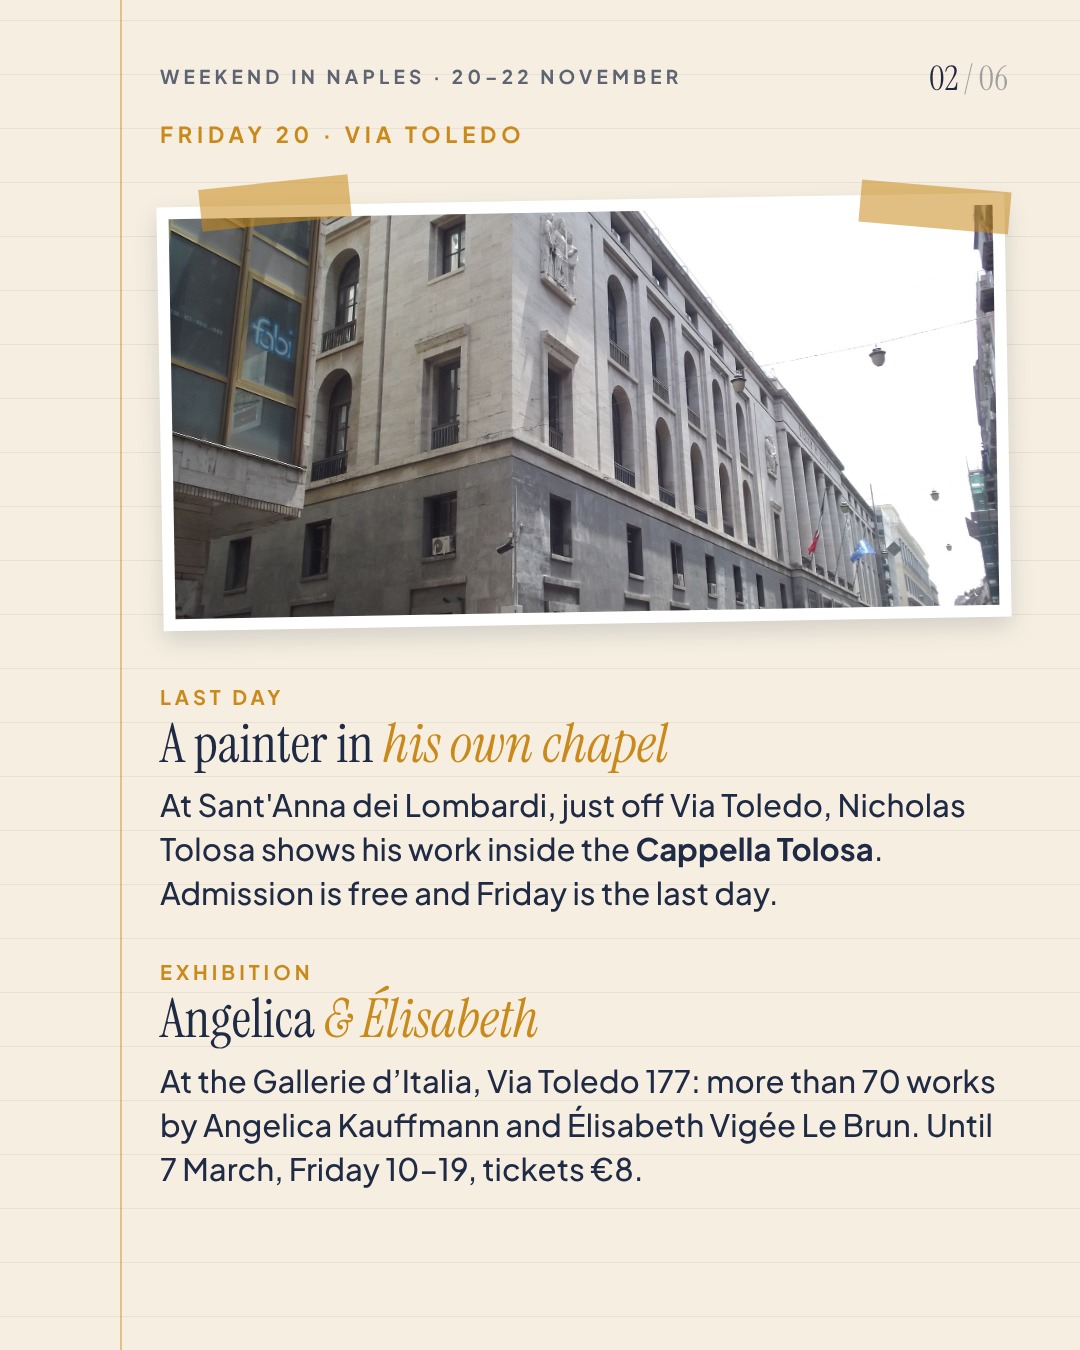 WEEKEND IN NAPLES · 20–22 NOVEMBER
02 / 06
FRIDAY 20 · VIA TOLEDO
fabi
LAST DAY
A painter in his own chapel
At Sant'Anna dei Lombardi, just off Via Toledo, Nicholas
Tolosa shows his work inside the Cappella Tolosa.
Admission is free and Friday is the last day.
EXHIBITION
Angelica & Élisabeth
At the Gallerie d’Italia, Via Toledo 177: more than 70 works
by Angelica Kauffmann and Élisabeth Vigée Le Brun. Until
7 March, Friday 10–19, tickets €8.